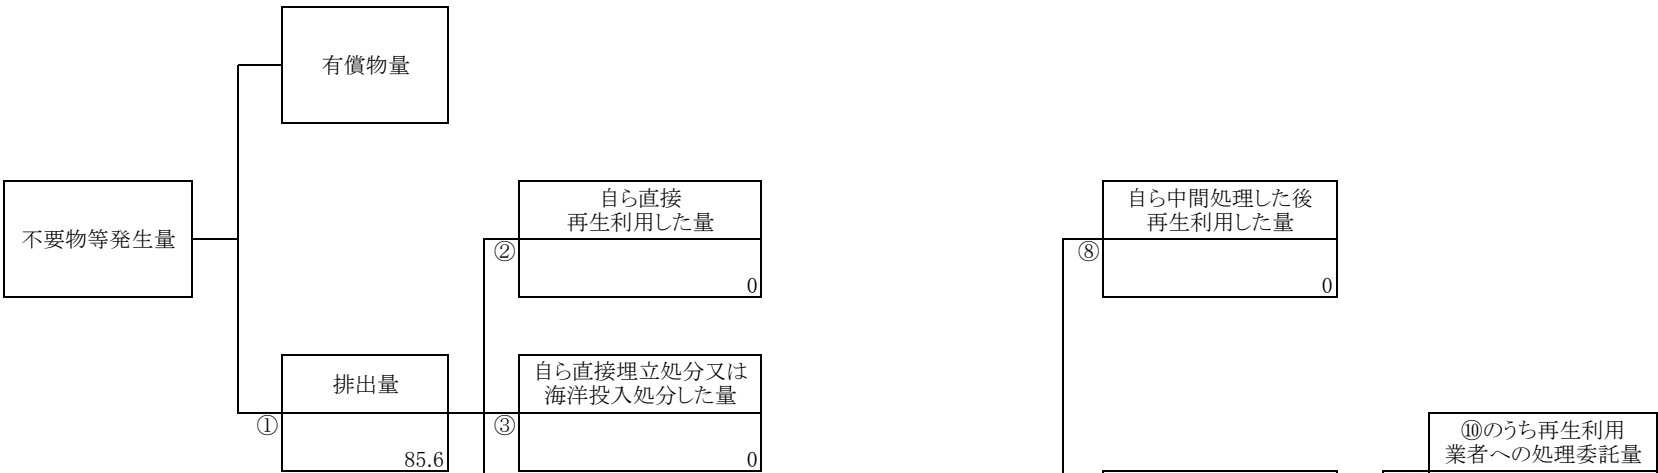 有償物量
不要物等発生量
自ら直接
再生利用した量
②
0
自ら中間処理した後
再生利用した量
⑧
0
排出量
①
85.6
自ら直接埋立処分又は
海洋投入処分した量
③
0
⑩のうち再生利用
業者への処理委託量